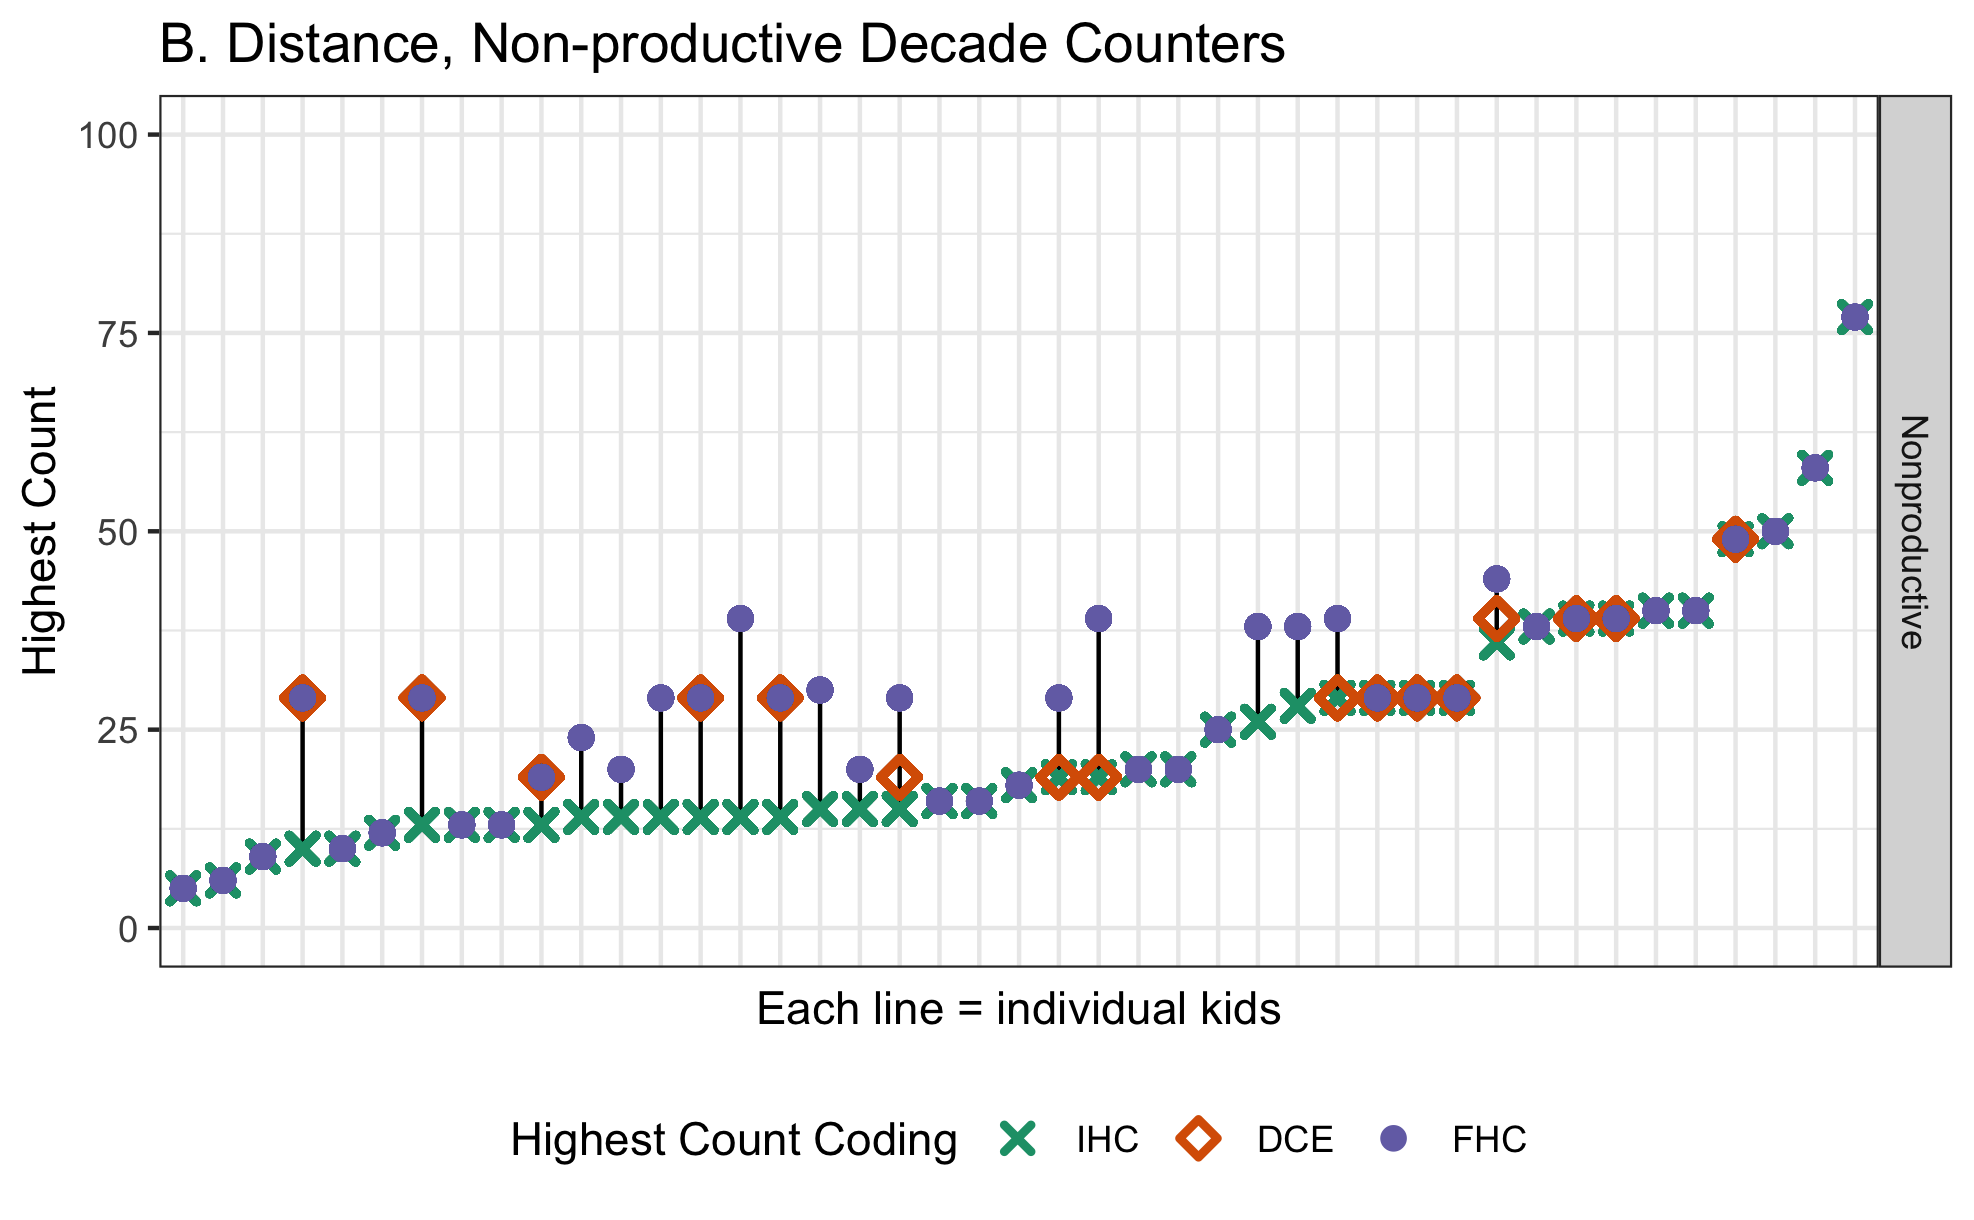 B. Distance, Non-productive Decade Counters
Highest Count
100
75
50
25
0
Nonproductive
Each line = individual kids
Highest Count Coding IHC DCE FHC